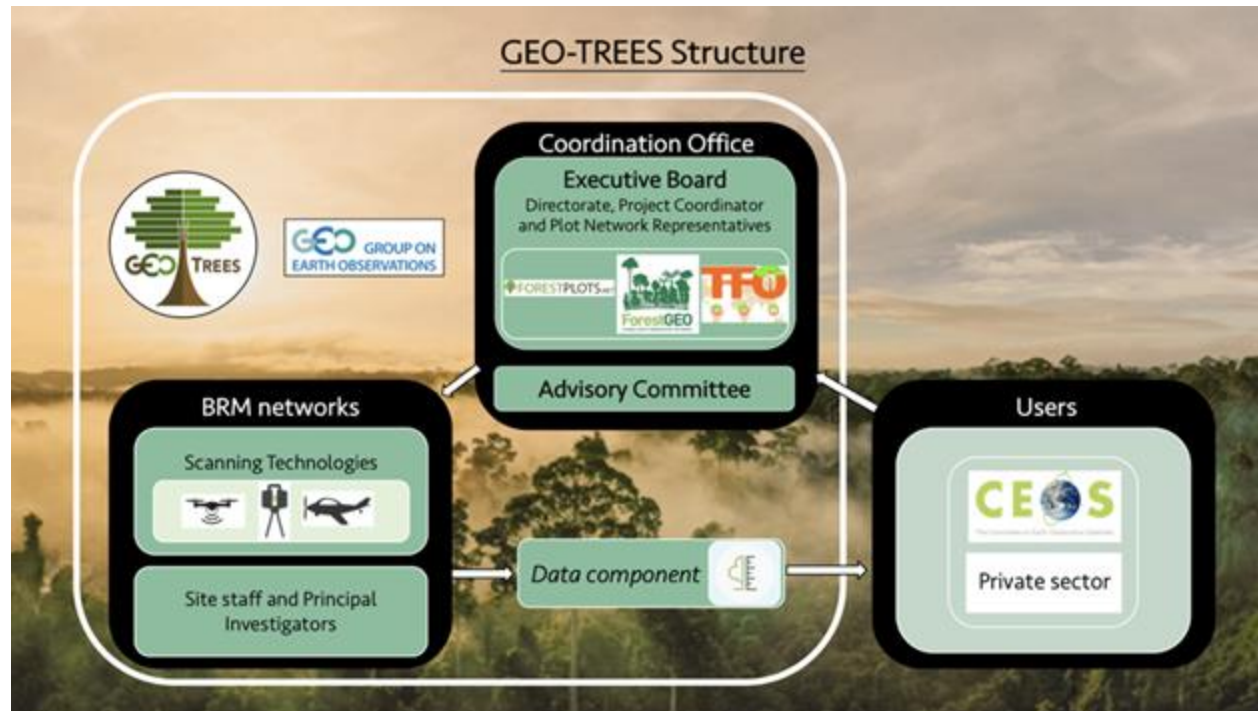 GEO-TREES Structure
Coordination Office
Executive Board
Directorate, Project Coordinator
and Plot Network Representatives
FORESTPLOTS.NET
ForestGEO
TFO
Advisory Committee
GEO TREES
GEO GROUP ON
EARTH OBSERVATIONS
BRM networks
Scanning Technologies
Site staff and Principal
Investigators
Data component
Users
CEOS
Private sector